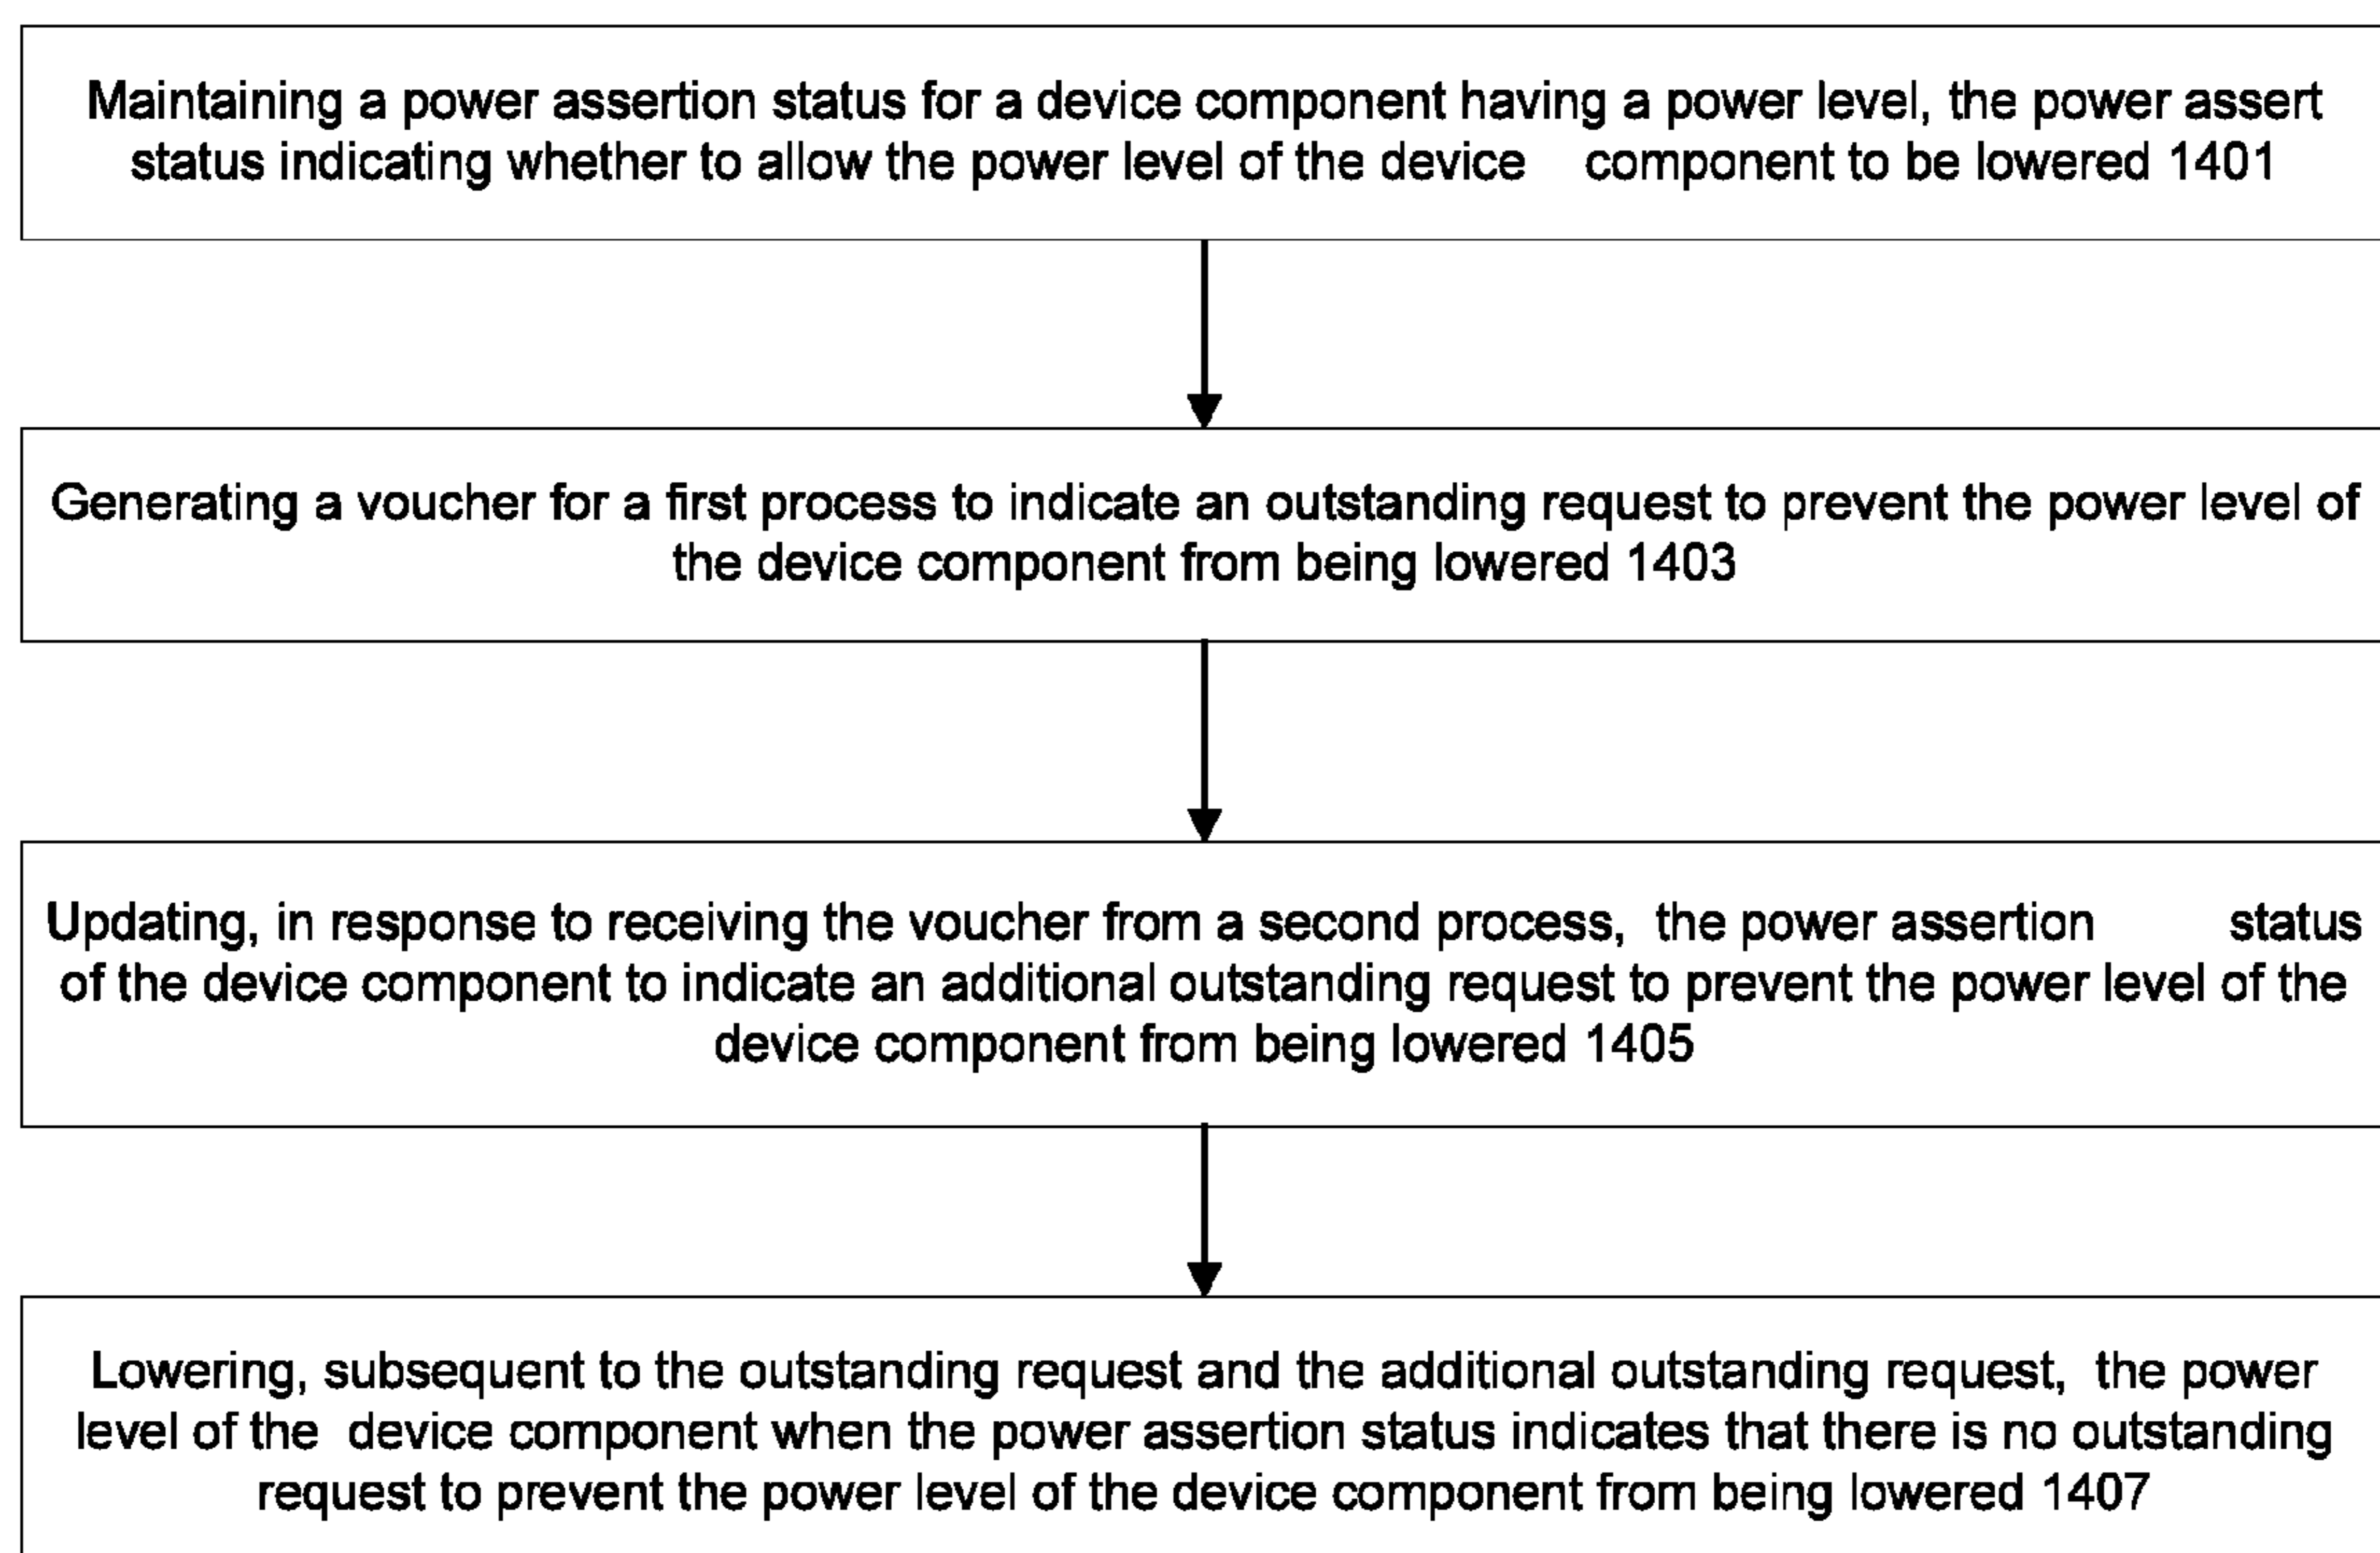 Maintaining a power assertion status for a device component having a power level, the power assert
status indicating whether to allow the power level of the device component to be lowered 1401
Generating a voucher for a first process to indicate an outstanding request to prevent the power level of
the device component from being lowered 1403
Updating, in response to receiving the voucher from a second process, the power assertion status
of the device component to indicate an additional outstanding request to prevent the power level of the
device component from being lowered 1405
Lowering, subsequent to the outstanding request and the additional outstanding request, the power
level of the device component when the power assertion status indicates that there is no outstanding
request to prevent the power level of the device component from being lowered 1407